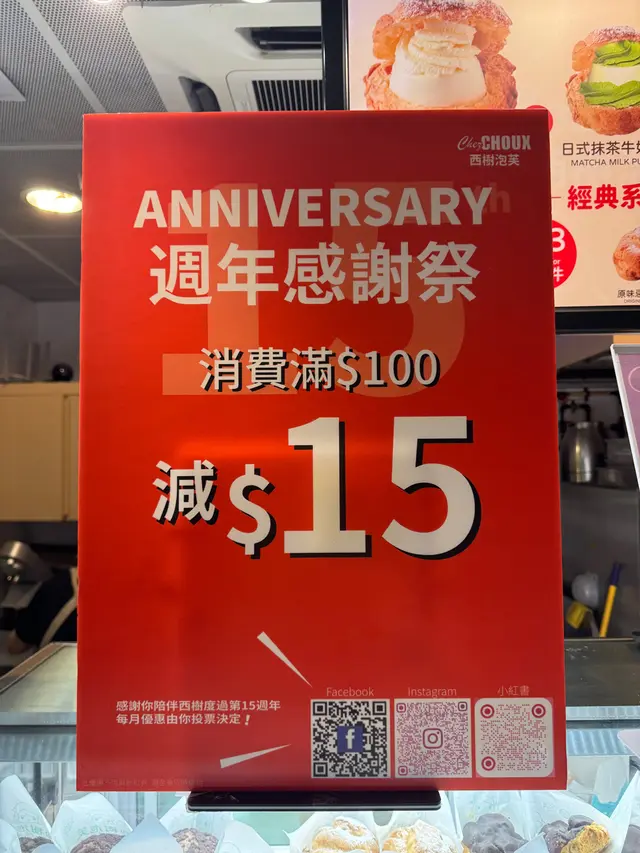 Chez CHOUX
西樹泡芙
15th
ANNIVERSARY
週年感謝祭
消費滿$100
減$15
感謝你陪伴西樹度過第15週年
每月優惠由你投票決定！
Facebook
Instagram
小紅書
日式抹茶牛
MATCHA MILK PU
經典系
原味